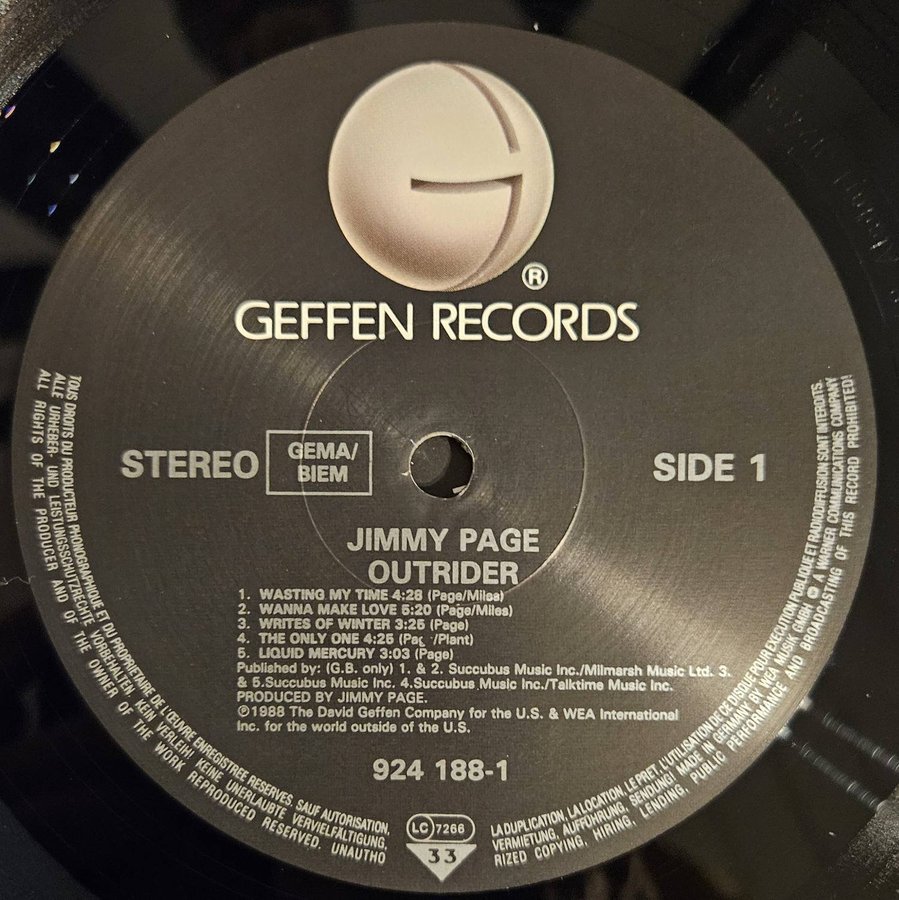 ®
GEFFEN RECORDS
STEREO
GEMA/
BIEM
SIDE 1
JIMMY PAGE
OUTRIDER
1. WASTING MY TIME 4:28 (Page/Miles)
2. WANNA MAKE LOVE 5:20 (Page/Miles)
3. WRITES OF WINTER 3:25 (Page)
4. THE ONLY ONE 4:25 (Pag /Plant)
5. LIQUID MERCURY 3:03 (Page)
Published by: (G.B. only) 1. & 2. Succubus Music Inc./Milmarsh Music Ltd. 3.
& 5.Succubus Music Inc. 4.Succubus Music Inc./Talktime Music Inc.
PRODUCED BY JIMMY PAGE.
℗1988 The David Geffen Company for the U.S. & WEA International
Inc. for the world outside of the U.S.
924 188-1
LC 7266
33
TOUS DROITS DU PRODUCTEUR PHONOGRAPHIQUE ET DU PROPRIETAIRE DE L'ŒUVRE ENREGISTREE RESERVES. SAUF AUTORISATION,
LA DUPLICATION, LA LOCATION, LE PRET, L'UTILISATION DE CE DISQUE POUR EXECUTION PUBLIQUE ET RADIODIFFUSION SONT INTERDITS.
ALLE URHEBER- UND LEISTUNGSSCHUTZRECHTE VORBEHALTEN KEIN VERLEIH! KEINE UNERLAUBTE VERVIELFÄLTIGUNG,
VERMIETUNG, AUFFÜHRUNG, SENDUNG! MADE IN GERMANY BY WEA MUSIK GMBH A WARNER COMMUNICATIONS COMPANY
ALL RIGHTS OF THE PRODUCER AND OF THE OWNER OF THE WORK REPRODUCED RESERVED. UNAUTHO
RIZED COPYING, HIRING, LENDING, PUBLIC PERFORMANCE AND BROADCASTING OF THIS RECORD PROHIBITED!